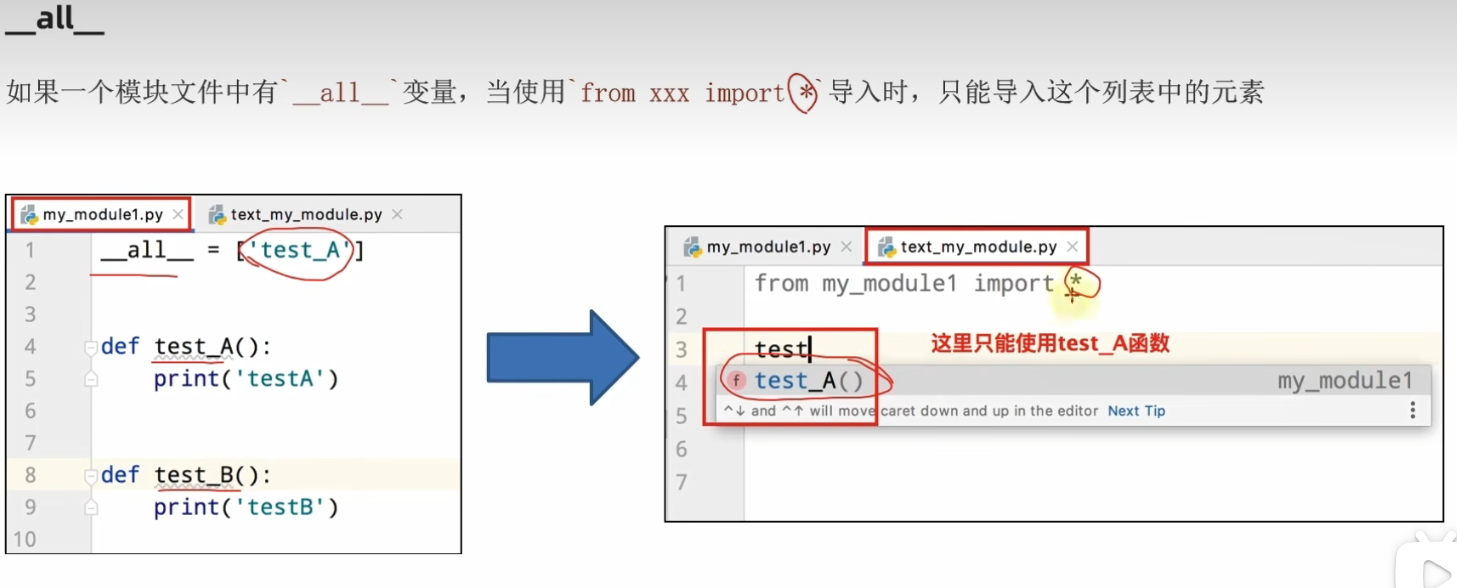 __all__
如果一个模块文件中有`__all__`变量，当使用`from xxx import *`导入时，只能导入这个列表中的元素
my_module1.py × text_my_module.py ×
1 __all__ = ['test_A']
2
3
4 def test_A():
5 print('testA')
6
7
8 def test_B():
9 print('testB')
10
my_module1.py × text_my_module.py ×
1 from my_module1 import *
2
3 test
这里只能使用test_A函数
4 f test_A() my_module1
5 ^↓ and ^↑ will move caret down and up in the editor Next Tip
6
7